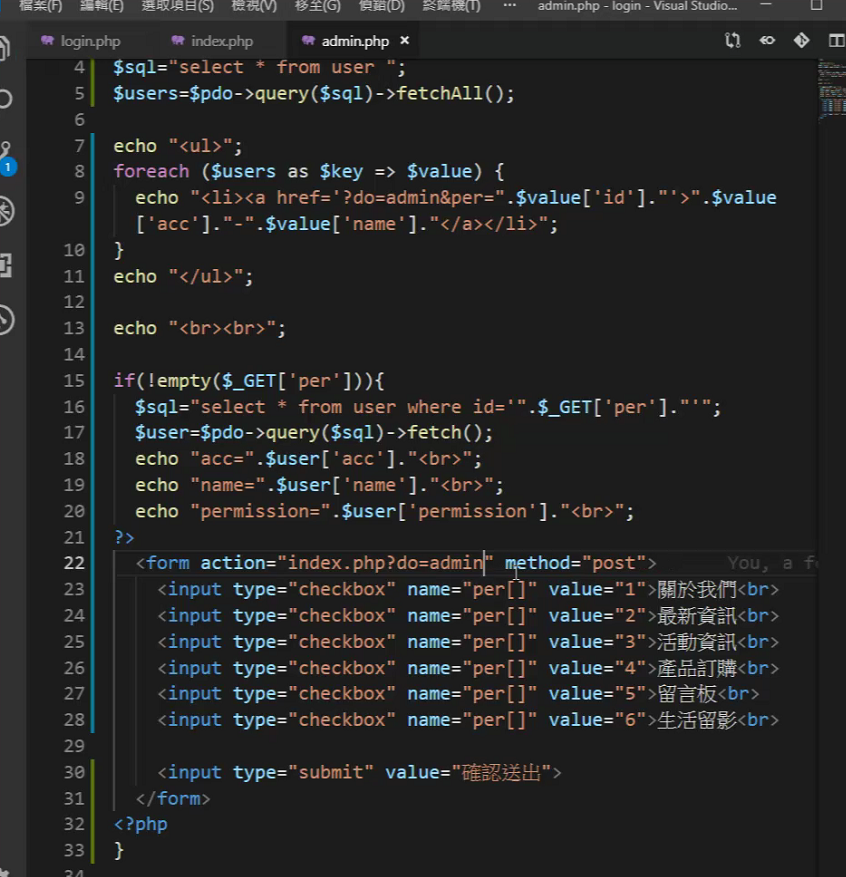 檔案(F) 編輯(E) 選取項目(S) 檢視(V) 移至(G) 偵錯(D) 終端機(T) ··· admin.php - login - Visual Studio...
login.php index.php admin.php ×
4 $sql="select * from user ";
5 $users=$pdo->query($sql)->fetchAll();
6
7 echo "<ul>";
8 foreach ($users as $key => $value) {
9 echo "<li><a href='?do=admin&per=".$value['id']."'>".$value
['acc']."-".$value['name']."</a></li>";
10 }
11 echo "</ul>";
12
13 echo "<br><br>";
14
15 if(!empty($_GET['per'])){
16 $sql="select * from user where id='".$_GET['per']."'";
17 $user=$pdo->query($sql)->fetch();
18 echo "acc=".$user['acc']."<br>";
19 echo "name=".$user['name']."<br>";
20 echo "permission=".$user['permission']."<br>";
21 ?>
22 <form action="index.php?do=admin" method="post"> You, a f
23 <input type="checkbox" name="per[]" value="1">關於我們<br>
24 <input type="checkbox" name="per[]" value="2">最新資訊<br>
25 <input type="checkbox" name="per[]" value="3">活動資訊<br>
26 <input type="checkbox" name="per[]" value="4">產品訂購<br>
27 <input type="checkbox" name="per[]" value="5">留言板<br>
28 <input type="checkbox" name="per[]" value="6">生活留影<br>
29
30 <input type="submit" value="確認送出">
31 </form>
32 <?php
33 }
34
1